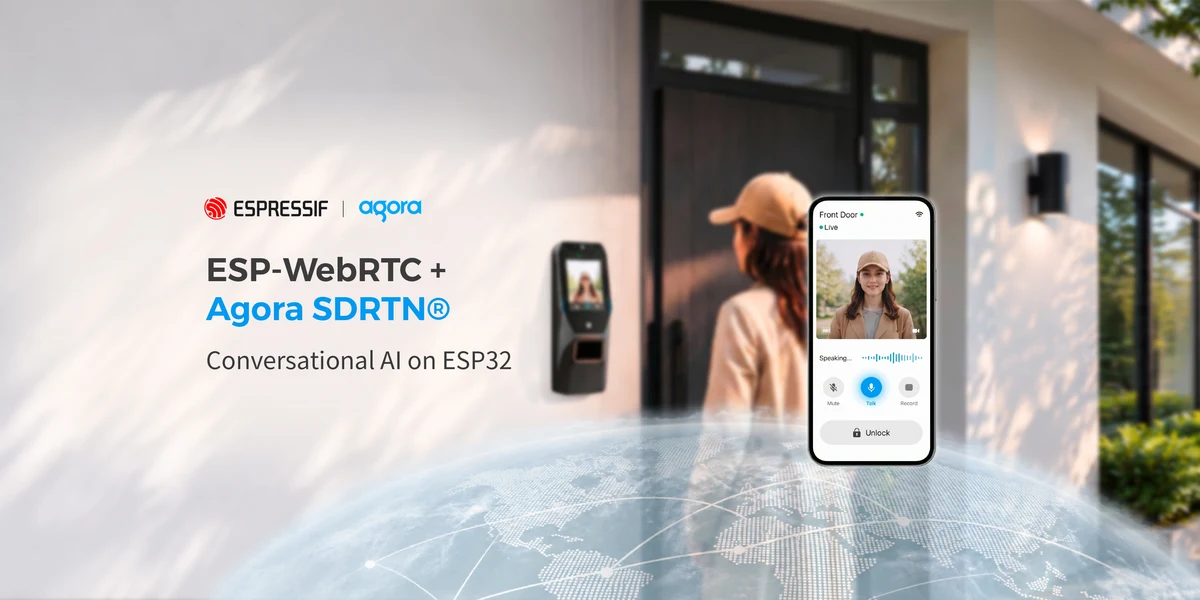 ESPRESSIF | agora
ESP-WebRTC +
Agora SDRTN®
Conversational AI on ESP32
Front Door
Live
Speaking...
Mute
Talk
Record
Unlock